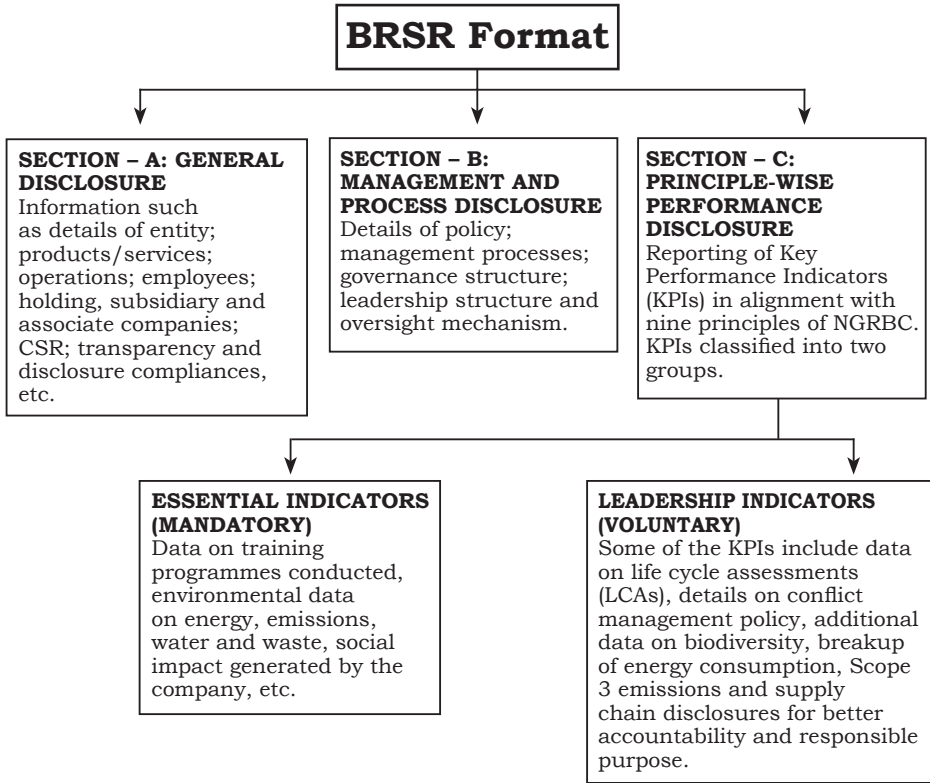 BRSR Format
SECTION – A: GENERAL
DISCLOSURE
Information such
as details of entity;
products/services;
operations; employees;
holding, subsidiary and
associate companies;
CSR; transparency and
disclosure compliances,
etc.
SECTION – B:
MANAGEMENT AND
PROCESS DISCLOSURE
Details of policy;
management processes;
governance structure;
leadership structure and
oversight mechanism.
SECTION – C:
PRINCIPLE-WISE
PERFORMANCE
DISCLOSURE
Reporting of Key
Performance Indicators
(KPIs) in alignment with
nine principles of NGRBC.
KPIs classified into two
groups.
ESSENTIAL INDICATORS
(MANDATORY)
Data on training
programmes conducted,
environmental data
on energy, emissions,
water and waste, social
impact generated by the
company, etc.
LEADERSHIP INDICATORS
(VOLUNTARY)
Some of the KPIs include data
on life cycle assessments
(LCAs), details on conflict
management policy, additional
data on biodiversity, breakup
of energy consumption, Scope
3 emissions and supply
chain disclosures for better
accountability and responsible
purpose.